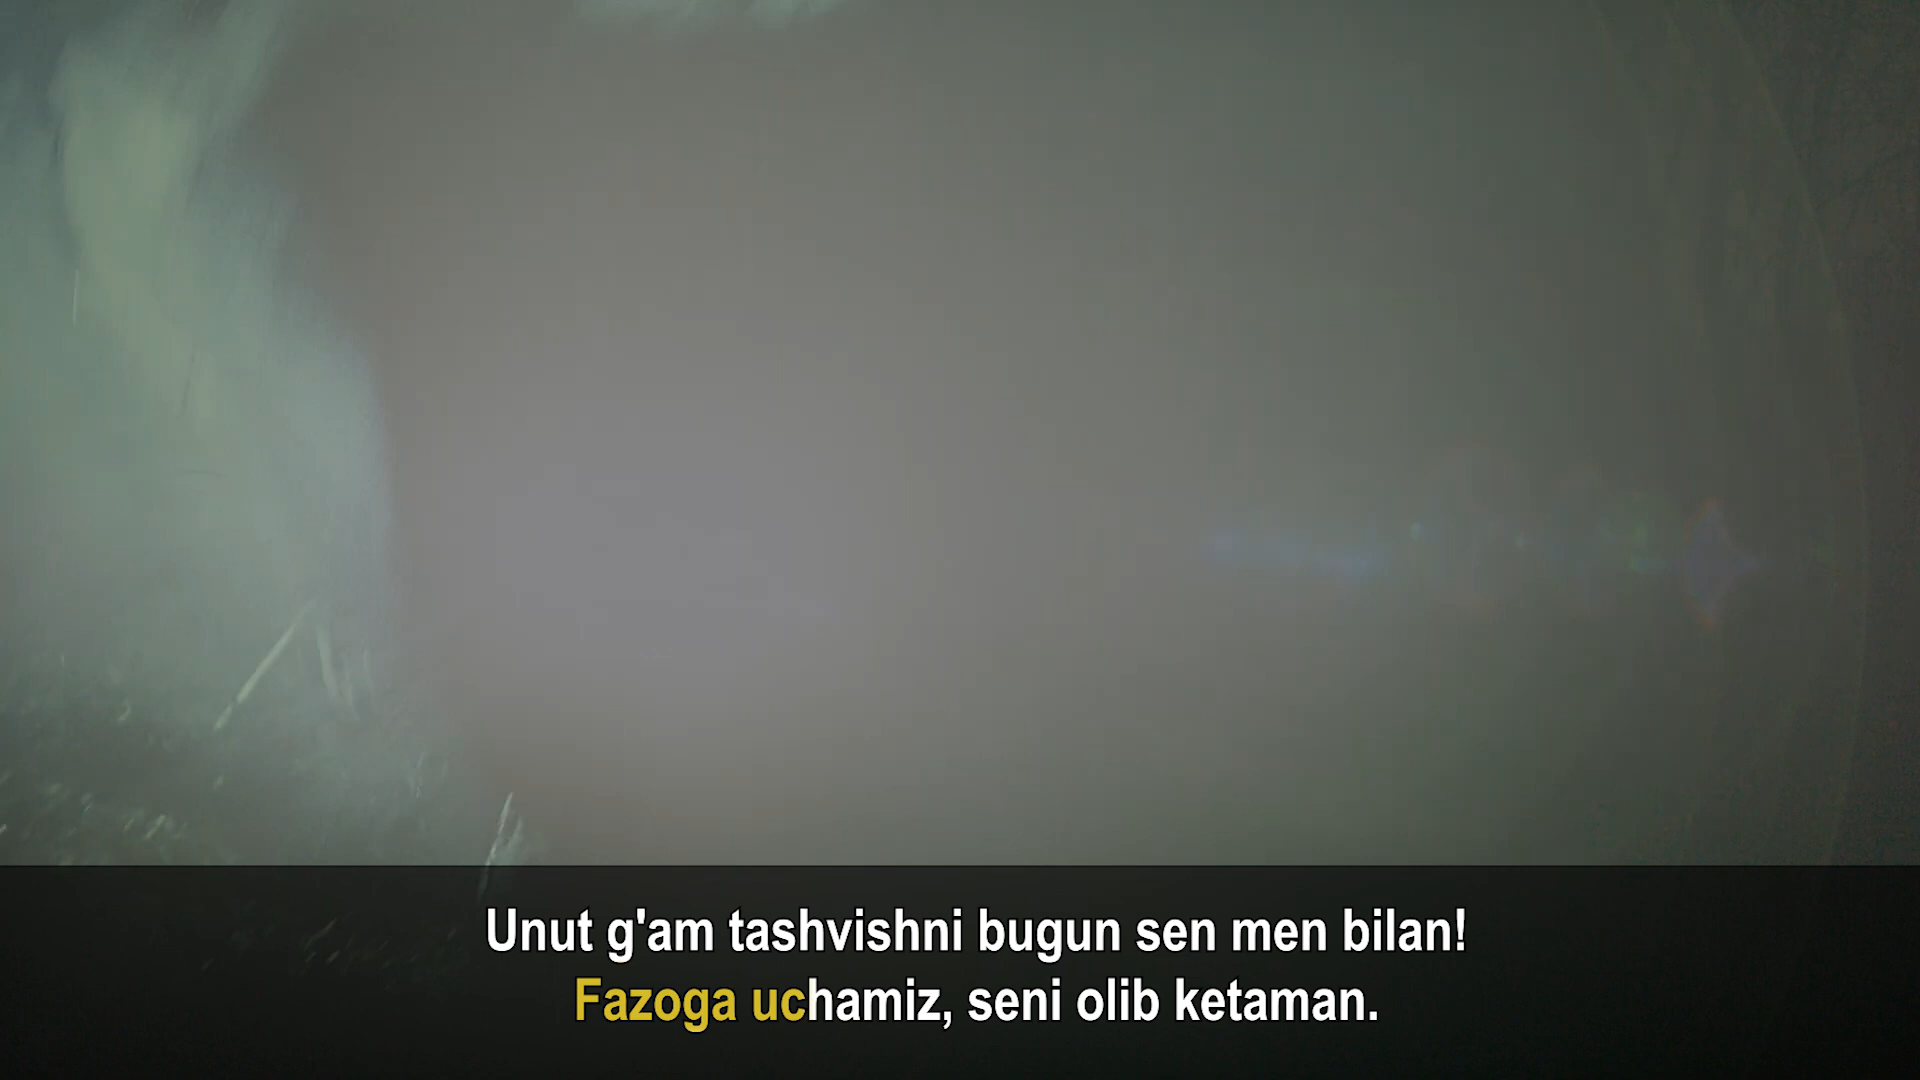 Unut g'am tashvishni bugun sen men bilan!
Fazoga uchamiz, seni olib ketaman.